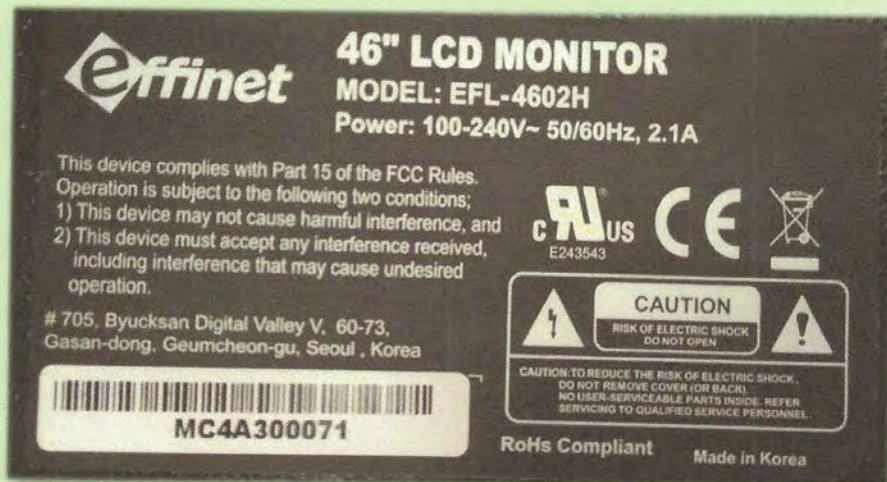 effinet
46" LCD MONITOR
MODEL: EFL-4602H
Power: 100-240V~ 50/60Hz, 2.1A
This device complies with Part 15 of the FCC Rules.
Operation is subject to the following two conditions;
1) This device may not cause harmful interference, and
2) This device must accept any interference received,
including interference that may cause undesired
operation.
# 705, Byucksan Digital Valley V, 60-73,
Gasan-dong, Geumcheon-gu, Seoul , Korea
MC4A300071
C RU US
E243543
CE
CAUTION
RISK OF ELECTRIC SHOCK
DO NOT OPEN
CAUTION:TO REDUCE THE RISK OF ELECTRIC SHOCK,
DO NOT REMOVE COVER (OR BACK).
NO USER-SERVICEABLE PARTS INSIDE. REFER
SERVICING TO QUALIFIED SERVICE PERSONNEL.
RoHs Compliant
Made in Korea